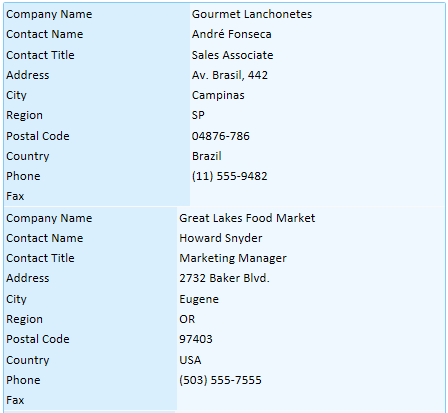 Company Name Gourmet Lanchonetes
Contact Name André Fonseca
Contact Title Sales Associate
Address Av. Brasil, 442
City Campinas
Region SP
Postal Code 04876-786
Country Brazil
Phone (11) 555-9482
Fax
Company Name Great Lakes Food Market
Contact Name Howard Snyder
Contact Title Marketing Manager
Address 2732 Baker Blvd.
City Eugene
Region OR
Postal Code 97403
Country USA
Phone (503) 555-7555
Fax